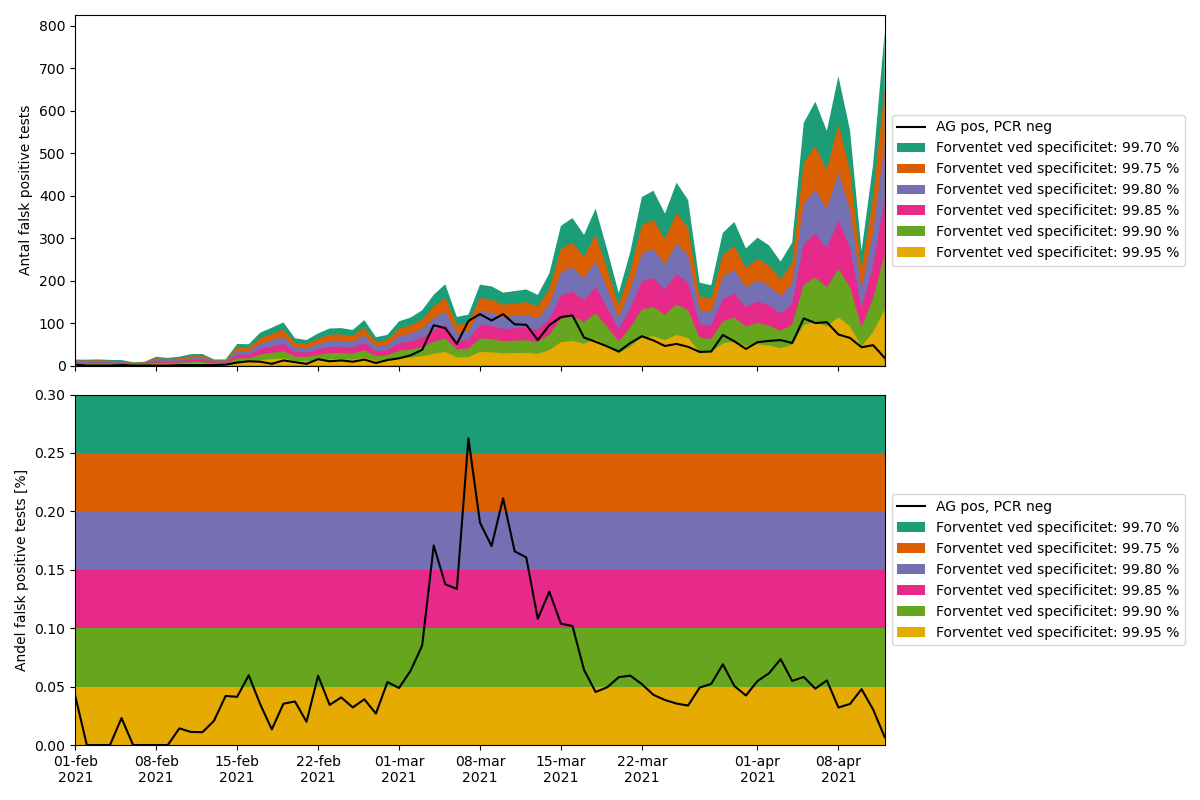 800
700
600
500
400
300
200
100
0
Antal falsk positive tests
AG pos, PCR neg
Forventet ved specificitet: 99.70 %
Forventet ved specificitet: 99.75 %
Forventet ved specificitet: 99.80 %
Forventet ved specificitet: 99.85 %
Forventet ved specificitet: 99.90 %
Forventet ved specificitet: 99.95 %
0.30
0.25
0.20
0.15
0.10
0.05
0.00
Andel falsk positive tests [%]
AG pos, PCR neg
Forventet ved specificitet: 99.70 %
Forventet ved specificitet: 99.75 %
Forventet ved specificitet: 99.80 %
Forventet ved specificitet: 99.85 %
Forventet ved specificitet: 99.90 %
Forventet ved specificitet: 99.95 %
01-feb 08-feb 15-feb 22-feb 01-mar 08-mar 15-mar 22-mar 01-apr 08-apr
2021 2021 2021 2021 2021 2021 2021 2021 2021 2021